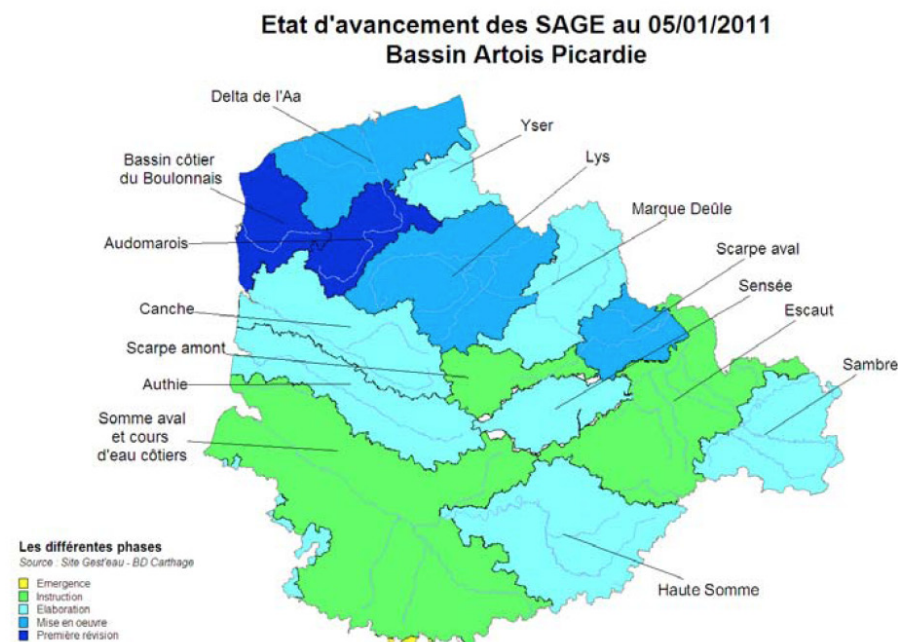 Etat d'avancement des SAGE au 05/01/2011
Bassin Artois Picardie
Delta de l'Aa
Yser
Bassin côtier
du Boulonnais
Lys
Marque Deûle
Audomarois
Scarpe aval
Sensée
Canche
Escaut
Scarpe amont
Sambre
Authie
Somme aval
et cours
d'eau côtiers
Haute Somme
Les différentes phases
Source : Site Gest'eau - BD Carthage
Emergence
Instruction
Elaboration
Mise en oeuvre
Première révision